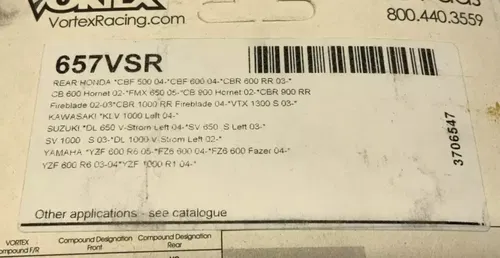 VORTEX
VortexRacing.com
800.440.3559
657VSR
REAR HONDA *CBF 500 04-*CBF 600 04-*CBR 600 RR 03-*
CB 600 Hornet 02-*FMX 650 05-*CB 900 Hornet 02-*CBR 900 RR
Fireblade 02-03*CBR 1000 RR Fireblade 04-*VTX 1300 S 03-*
KAWASAKI *KLV 1000 Left 04-*
SUZUKI *DL 650 V-Strom Left 04-*SV 650 S Left 03-*
SV 1000 S 03-*DL 1000 V-Strom Left 02-*
YAMAHA *YZF 600 R6 05-*FZ6 600 04-*FZ6 600 Fazer 04-*
YZF 600 R6 03-04*YZF 1000 R1 04-*
3706547
Other applications - see catalogue
VORTEX Compound F/R
Compound Designation Front
Compound Designation Rear